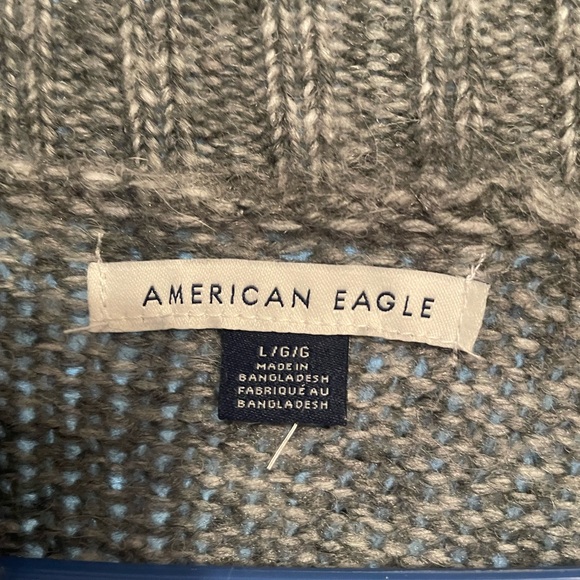 AMERICAN EAGLE
L/G/G
MADE IN
BANGLADESH
FABRIQUÉ AU
BANGLADESH